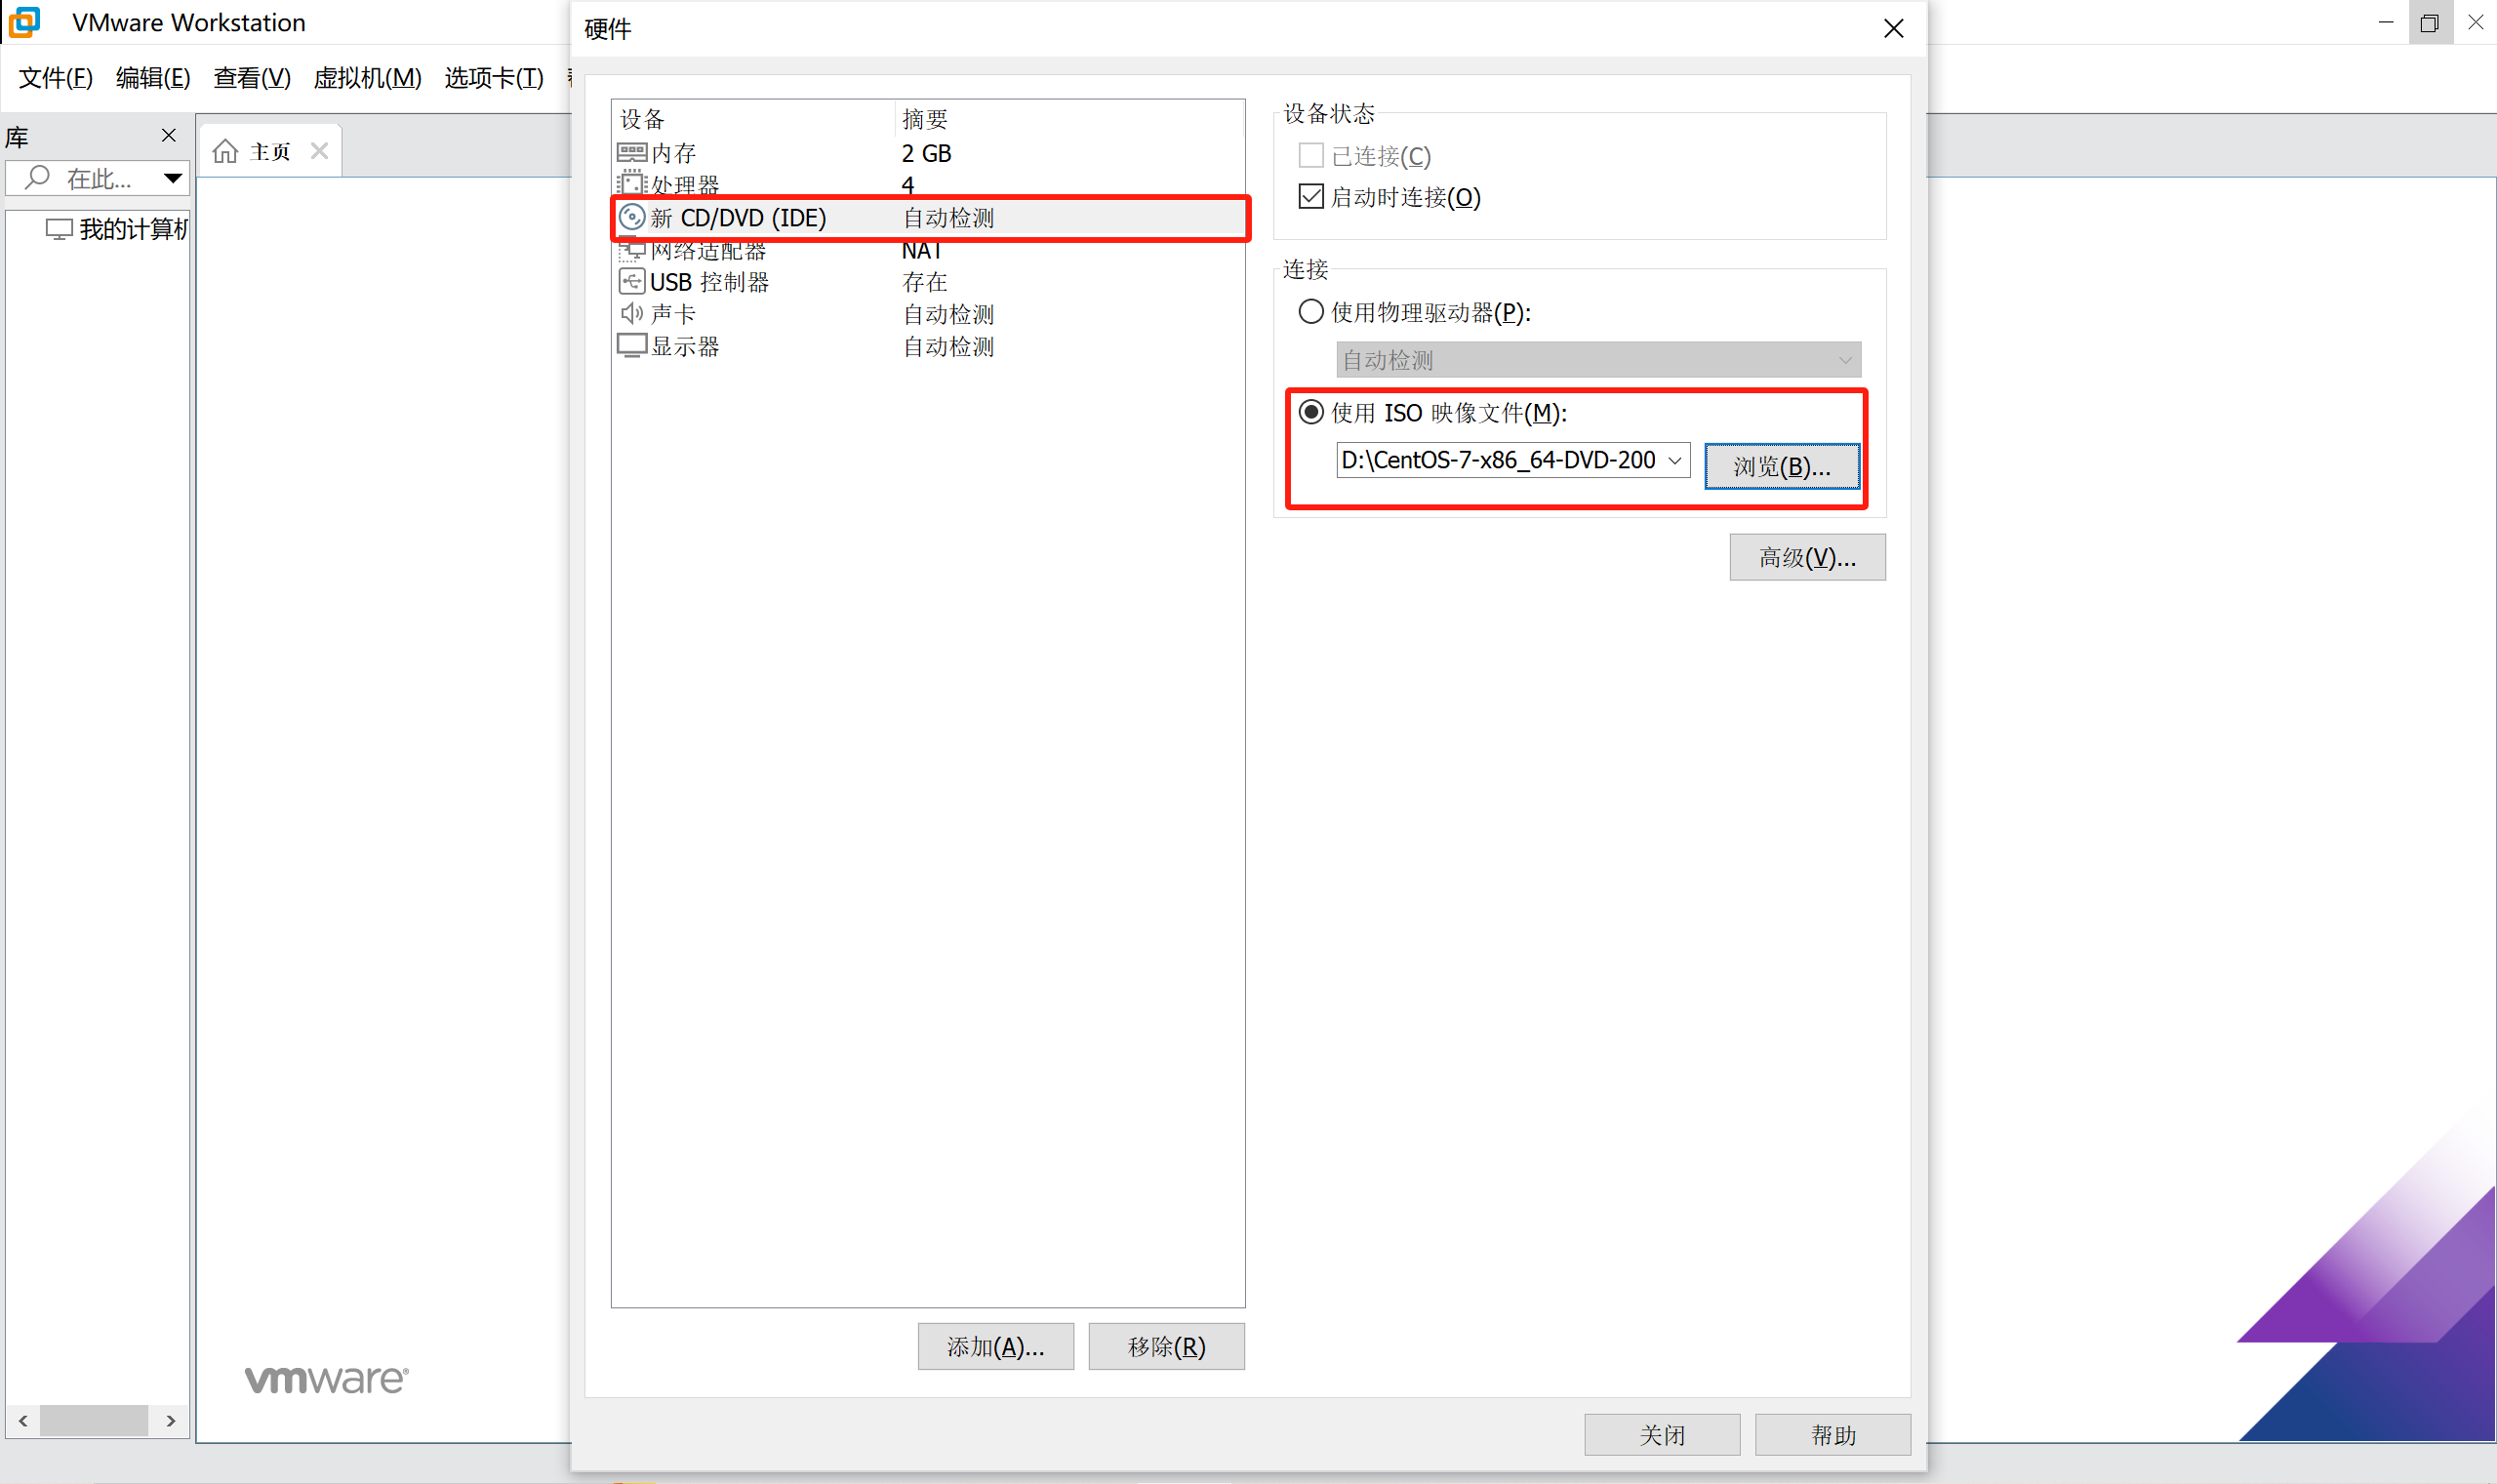 VMware Workstation
文件(F) 编辑(E) 查看(V) 虚拟机(M) 选项卡(T)
库
主页
在此...
我的计算机
vmware®
硬件
设备 摘要
内存 2 GB
处理器 4
新 CD/DVD (IDE) 自动检测
网络适配器 NAT
USB 控制器 存在
声卡 自动检测
显示器 自动检测
添加(A)... 移除(R)
设备状态
已连接(C)
启动时连接(O)
连接
使用物理驱动器(P):
自动检测
使用 ISO 映像文件(M):
D:\CentOS-7-x86_64-DVD-200
浏览(B)...
高级(V)...
关闭 帮助